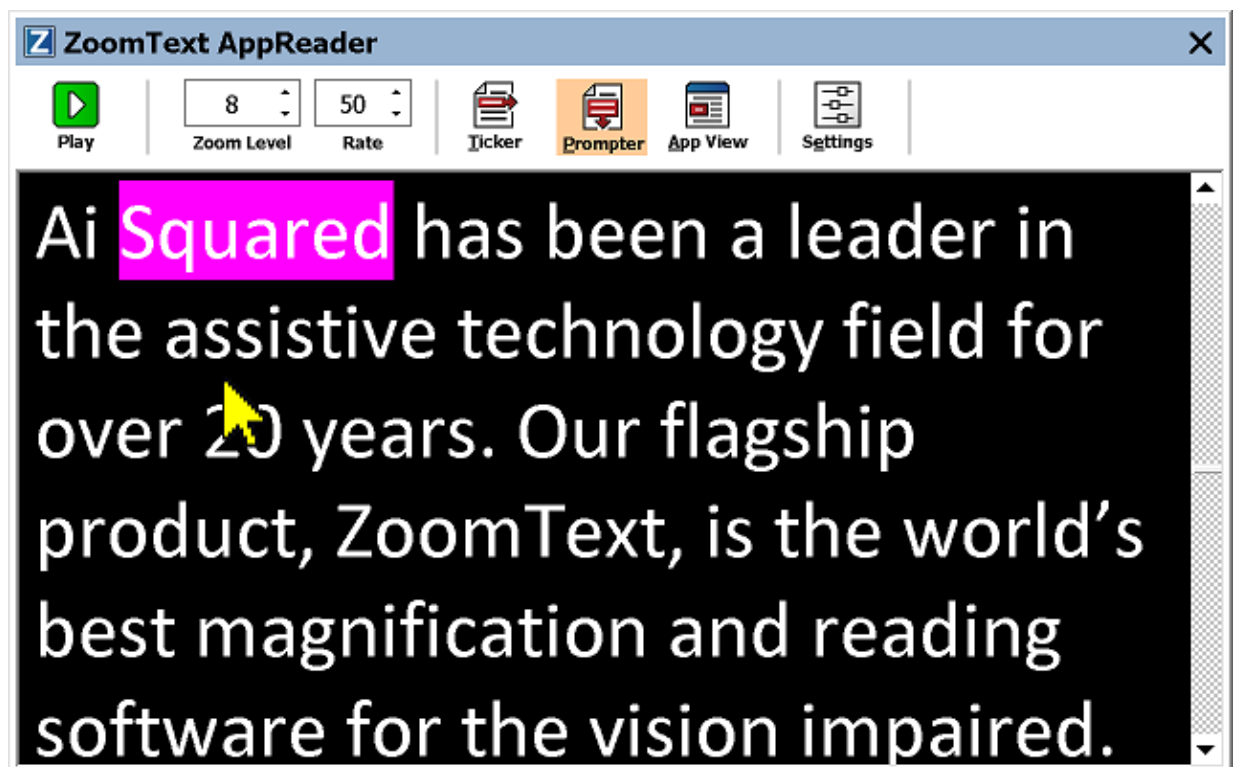 ZoomText AppReader
8 50
Play Zoom Level Rate Ticker Prompter App View Settings
Ai Squared has been a leader in
the assistive technology field for
over 20 years. Our flagship
product, ZoomText, is the world’s
best magnification and reading
software for the vision impaired.